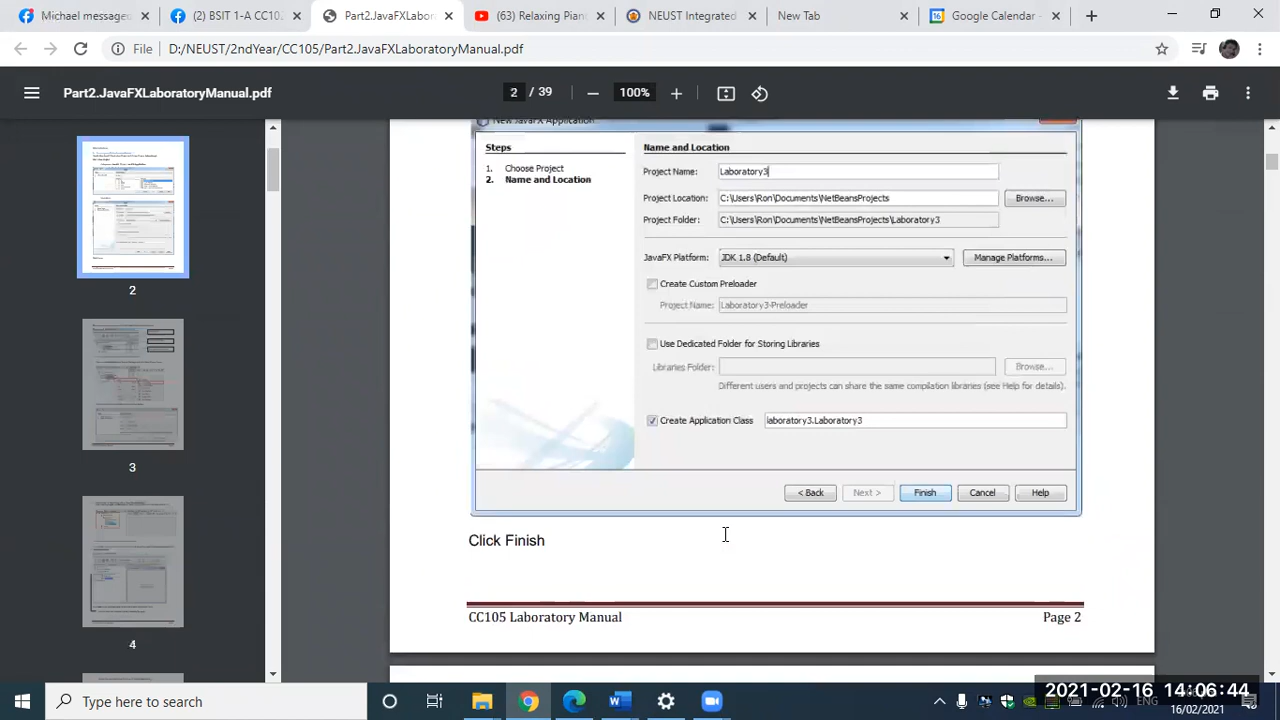 Michael messages
(2) BSIT 1-A CC10
Part2.JavaFXLabor
(63) Relaxing Pian
NEUST Integrated
New Tab
Google Calendar -
File
D:/NEUST/2ndYear/CC105/Part2.JavaFXLaboratoryManual.pdf
Part2.JavaFXLaboratoryManual.pdf
2 / 39
100%
New JavaFX Application
Steps
1. Choose Project
2. Name and Location
Name and Location
Project Name: Laboratory3
Project Location: C:\Users\Ron\Documents\NetBeansProjects Browse...
Project Folder: C:\Users\Ron\Documents\NetBeansProjects\Laboratory3
JavaFX Platform: JDK 1.8 (Default) Manage Platforms...
Create Custom Preloader
Project Name: Laboratory3-Preloader
Use Dedicated Folder for Storing Libraries
Libraries Folder: Browse...
Different users and projects can share the same compilation libraries (see Help for details).
Create Application Class laboratory3.Laboratory3
< Back Next > Finish Cancel Help
Click Finish
CC105 Laboratory Manual Page 2
2
3
4
Type here to search
ENG
2021-02-16 14:06:44
16/02/2021